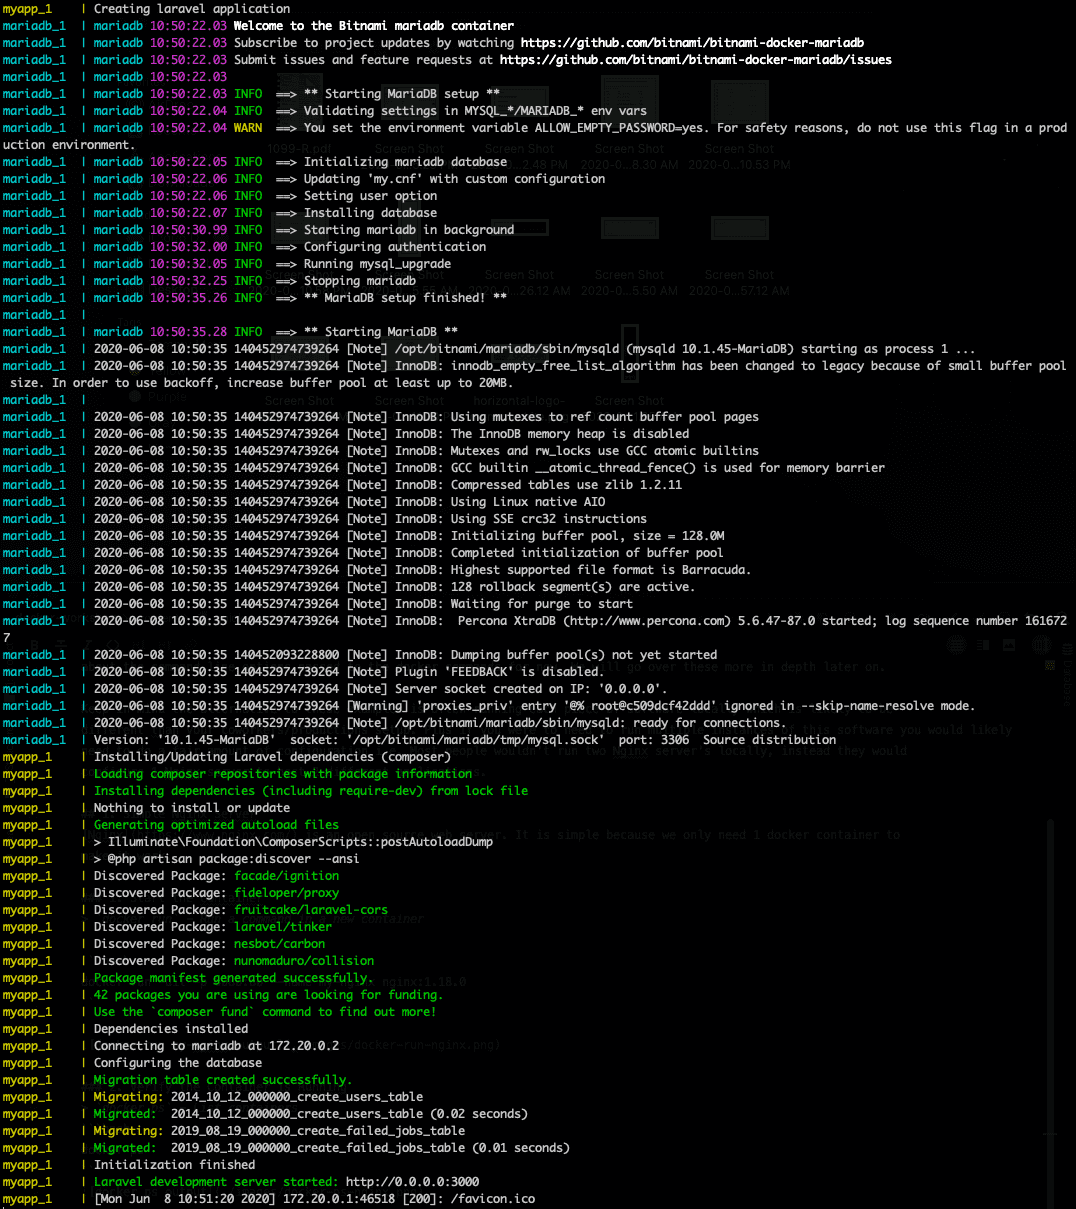 myapp_1    | Creating laravel application
mariadb_1  | mariadb 10:50:22.03 Welcome to the Bitnami mariadb container
mariadb_1  | mariadb 10:50:22.03 Subscribe to project updates by watching https://github.com/bitnami/bitnami-docker-mariadb
mariadb_1  | mariadb 10:50:22.03 Submit issues and feature requests at https://github.com/bitnami/bitnami-docker-mariadb/issues
mariadb_1  | mariadb 10:50:22.03
mariadb_1  | mariadb 10:50:22.03 INFO  ==> ** Starting MariaDB setup **
mariadb_1  | mariadb 10:50:22.04 INFO  ==> Validating settings in MYSQL_*/MARIADB_* env vars
mariadb_1  | mariadb 10:50:22.04 WARN  ==> You set the environment variable ALLOW_EMPTY_PASSWORD=yes. For safety reasons, do not use this flag in a prod
uction environment.
mariadb_1  | mariadb 10:50:22.05 INFO  ==> Initializing mariadb database
mariadb_1  | mariadb 10:50:22.06 INFO  ==> Updating 'my.cnf' with custom configuration
mariadb_1  | mariadb 10:50:22.06 INFO  ==> Setting user option
mariadb_1  | mariadb 10:50:22.07 INFO  ==> Installing database
mariadb_1  | mariadb 10:50:30.99 INFO  ==> Starting mariadb in background
mariadb_1  | mariadb 10:50:32.00 INFO  ==> Configuring authentication
mariadb_1  | mariadb 10:50:32.05 INFO  ==> Running mysql_upgrade
mariadb_1  | mariadb 10:50:32.25 INFO  ==> Stopping mariadb
mariadb_1  | mariadb 10:50:35.26 INFO  ==> ** MariaDB setup finished! **
mariadb_1  |
mariadb_1  | mariadb 10:50:35.28 INFO  ==> ** Starting MariaDB **
mariadb_1  | 2020-06-08 10:50:35 140452974739264 [Note] /opt/bitnami/mariadb/sbin/mysqld (mysqld 10.1.45-MariaDB) starting as process 1 ...
mariadb_1  | 2020-06-08 10:50:35 140452974739264 [Note] InnoDB: innodb_empty_free_list_algorithm has been changed to legacy because of small buffer pool
 size. In order to use backoff, increase buffer pool at least up to 20MB.
mariadb_1  |
mariadb_1  | 2020-06-08 10:50:35 140452974739264 [Note] InnoDB: Using mutexes to ref count buffer pool pages
mariadb_1  | 2020-06-08 10:50:35 140452974739264 [Note] InnoDB: The InnoDB memory heap is disabled
mariadb_1  | 2020-06-08 10:50:35 140452974739264 [Note] InnoDB: Mutexes and rw_locks use GCC atomic builtins
mariadb_1  | 2020-06-08 10:50:35 140452974739264 [Note] InnoDB: GCC builtin __atomic_thread_fence() is used for memory barrier
mariadb_1  | 2020-06-08 10:50:35 140452974739264 [Note] InnoDB: Compressed tables use zlib 1.2.11
mariadb_1  | 2020-06-08 10:50:35 140452974739264 [Note] InnoDB: Using Linux native AIO
mariadb_1  | 2020-06-08 10:50:35 140452974739264 [Note] InnoDB: Using SSE crc32 instructions
mariadb_1  | 2020-06-08 10:50:35 140452974739264 [Note] InnoDB: Initializing buffer pool, size = 128.0M
mariadb_1  | 2020-06-08 10:50:35 140452974739264 [Note] InnoDB: Completed initialization of buffer pool
mariadb_1  | 2020-06-08 10:50:35 140452974739264 [Note] InnoDB: Highest supported file format is Barracuda.
mariadb_1  | 2020-06-08 10:50:35 140452974739264 [Note] InnoDB: 128 rollback segment(s) are active.
mariadb_1  | 2020-06-08 10:50:35 140452974739264 [Note] InnoDB: Waiting for purge to start
mariadb_1  | 2020-06-08 10:50:35 140452974739264 [Note] InnoDB:  Percona XtraDB (http://www.percona.com) 5.6.47-87.0 started; log sequence number 161672
7
mariadb_1  | 2020-06-08 10:50:35 140452093228800 [Note] InnoDB: Dumping buffer pool(s) not yet started
mariadb_1  | 2020-06-08 10:50:35 140452974739264 [Note] Plugin 'FEEDBACK' is disabled.
mariadb_1  | 2020-06-08 10:50:35 140452974739264 [Note] Server socket created on IP: '0.0.0.0'.
mariadb_1  | 2020-06-08 10:50:35 140452974739264 [Warning] 'proxies_priv' entry '@% root@c509dcf42ddd' ignored in --skip-name-resolve mode.
mariadb_1  | 2020-06-08 10:50:35 140452974739264 [Note] /opt/bitnami/mariadb/sbin/mysqld: ready for connections.
mariadb_1  | Version: '10.1.45-MariaDB'  socket: '/opt/bitnami/mariadb/tmp/mysql.sock'  port: 3306  Source distribution
myapp_1    | Installing/Updating Laravel dependencies (composer)
myapp_1    | Loading composer repositories with package information
myapp_1    | Installing dependencies (including require-dev) from lock file
myapp_1    | Nothing to install or update
myapp_1    | Generating optimized autoload files
myapp_1    | > Illuminate\Foundation\ComposerScripts::postAutoloadDump
myapp_1    | > @php artisan package:discover --ansi
myapp_1    | Discovered Package: facade/ignition
myapp_1    | Discovered Package: fideloper/proxy
myapp_1    | Discovered Package: fruitcake/laravel-cors
myapp_1    | Discovered Package: laravel/tinker
myapp_1    | Discovered Package: nesbot/carbon
myapp_1    | Discovered Package: nunomaduro/collision
myapp_1    | Package manifest generated successfully.
myapp_1    | 42 packages you are using are looking for funding.
myapp_1    | Use the `composer fund` command to find out more!
myapp_1    | Dependencies installed
myapp_1    | Connecting to mariadb at 172.20.0.2
myapp_1    | Configuring the database
myapp_1    | Migration table created successfully.
myapp_1    | Migrating: 2014_10_12_000000_create_users_table
myapp_1    | Migrated:  2014_10_12_000000_create_users_table (0.02 seconds)
myapp_1    | Migrating: 2019_08_19_000000_create_failed_jobs_table
myapp_1    | Migrated:  2019_08_19_000000_create_failed_jobs_table (0.01 seconds)
myapp_1    | Initialization finished
myapp_1    | Laravel development server started: http://0.0.0.0:3000
myapp_1    | [Mon Jun  8 10:51:20 2020] 172.20.0.1:46518 [200]: /favicon.ico